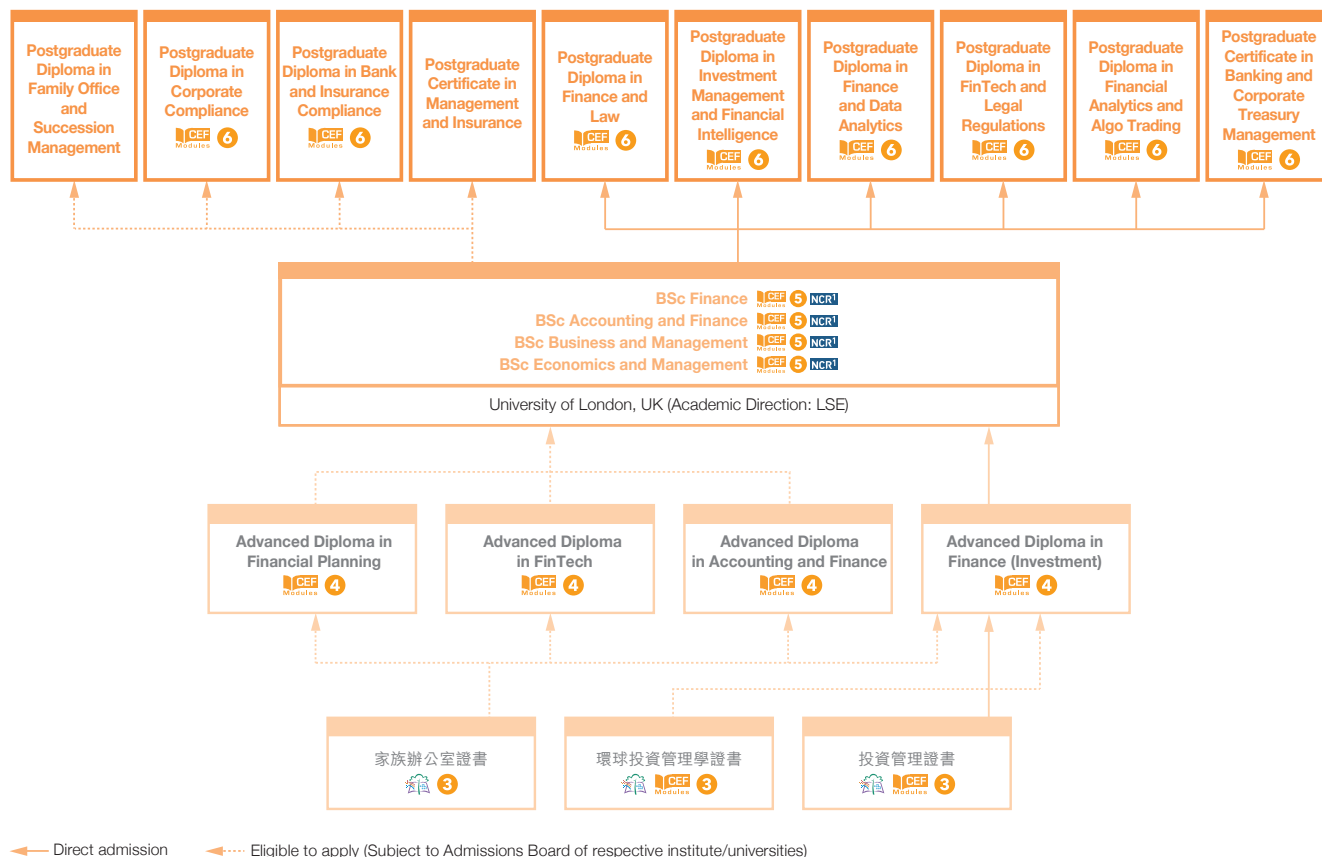 Postgraduate
Diploma in
Family Office
and
Succession
Management
Postgraduate
Diploma in
Corporate
Compliance
CEF
Modules
6
Postgraduate
Diploma in Bank
and Insurance
Compliance
CEF
Modules
6
Postgraduate
Certificate in
Management
and Insurance
Postgraduate
Diploma in
Finance and
Law
CEF
Modules
6
Postgraduate
Diploma in
Investment
Management
and Financial
Intelligence
CEF
Modules
6
Postgraduate
Diploma in
Finance
and Data
Analytics
CEF
Modules
6
Postgraduate
Diploma in
FinTech and
Legal
Regulations
CEF
Modules
6
Postgraduate
Diploma in
Financial
Analytics and
Algo Trading
CEF
Modules
6
Postgraduate
Certificate in
Banking and
Corporate
Treasury
Management
CEF
Modules
6
BSc Finance CEF Modules 5 NCR1
BSc Accounting and Finance CEF Modules 5 NCR1
BSc Business and Management CEF Modules 5 NCR1
BSc Economics and Management CEF Modules 5 NCR1
University of London, UK (Academic Direction: LSE)
Advanced Diploma in
Financial Planning
CEF
Modules
4
Advanced Diploma
in FinTech
CEF
Modules
4
Advanced Diploma
in Accounting and Finance
CEF
Modules
4
Advanced Diploma in
Finance (Investment)
CEF
Modules
4
家族辦公室證書
3
環球投資管理學證書
CEF
Modules
3
投資管理證書
CEF
Modules
3
Direct admission
Eligible to apply (Subject to Admissions Board of respective institute/universities)